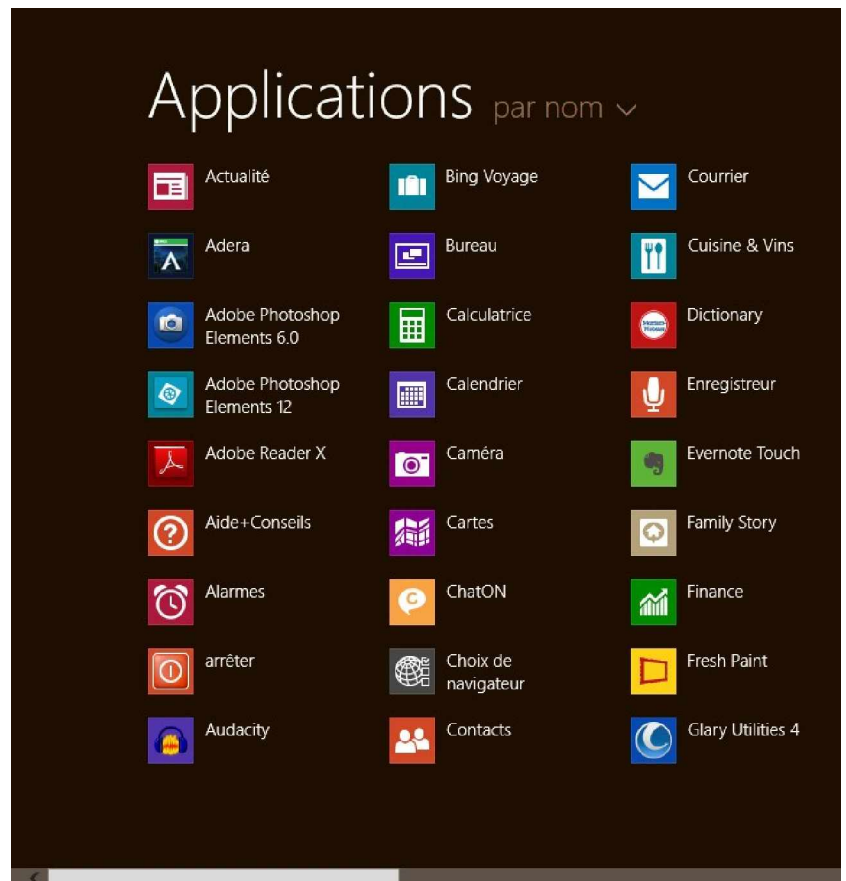 Applications par nom
Actualité
Adera
Adobe Photoshop
Elements 6.0
Adobe Photoshop
Elements 12
Adobe Reader X
Aide+Conseils
Alarmes
arrêter
Audacity
Bing Voyage
Bureau
Calculatrice
Calendrier
Caméra
Cartes
ChatON
Choix de
navigateur
Contacts
Courrier
Cuisine & Vins
Dictionary
Enregistreur
Evernote Touch
Family Story
Finance
Fresh Paint
Glary Utilities 4